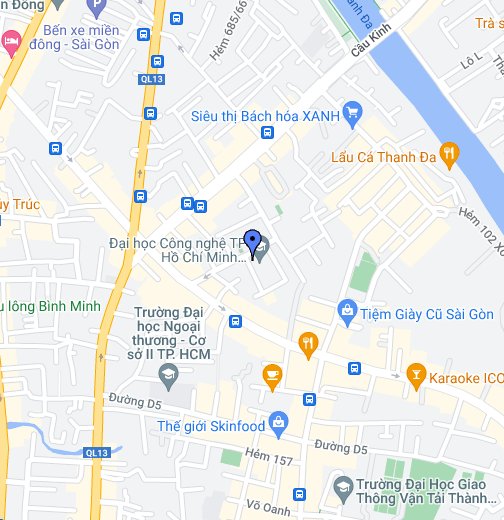 n Đông
Bến xe miền
đông - Sài Gòn
Hẻm 685/66
Thanh Đa
Cầu Kinh
Trà s
Lô L
QL13
Siêu thị Bách hóa XANH
Lẩu Cá Thanh Đa
Hẻm 102 Xô
ủy Trúc
Đại học Công nghệ TP
Hồ Chí Minh...
u lông Bình Minh
Trường Đại
học Ngoại
thương - Cơ
sở II TP. HCM
Tiệm Giày Cũ Sài Gòn
Karaoke ICO
Đường D5
Thế giới Skinfood
Đường D5
QL13
Hẻm 157
Võ Oanh
Trường Đại Học Giao
Thông Vận Tải Thành...